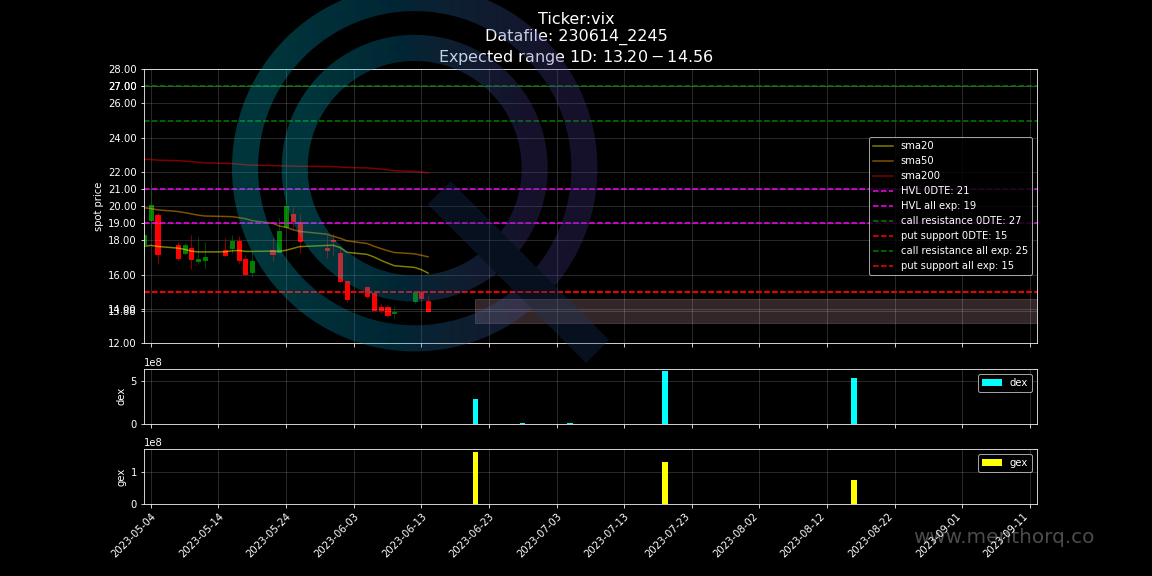 Ticker:vix
Datafile: 230614_2245
Expected range 1D: 13.20 − 14.56
28.00
27.00
26.00
24.00
22.00
21.00
20.00
19.00
18.00
16.00
14.00
12.00
spot price
sma20
sma50
sma200
HVL 0DTE: 21
HVL all exp: 19
call resistance 0DTE: 27
put support 0DTE: 15
call resistance all exp: 25
put support all exp: 15
1e8
5
0
dex
dex
1e8
1
0
gex
gex
2023-05-04
2023-05-14
2023-05-24
2023-06-03
2023-06-13
2023-06-23
2023-07-03
2023-07-13
2023-07-23
2023-08-02
2023-08-12
2023-08-22
2023-09-01
2023-09-11
www.menthorq.co